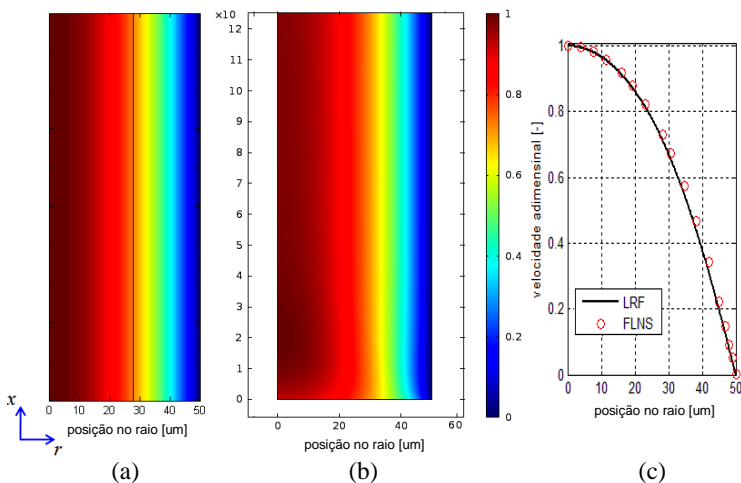 0 10 20 30 40 50
posição no raio [um]
x
r
(a)
×10
12
11
10
9
8
7
6
5
4
3
2
1
0
0 20 40 60
posição no raio [um]
(b)
1
0.8
0.6
0.4
0.2
0
velocidade adimensinal [-]
1
0.8
0.6
0.4
0.2
0
LRF
FLNS
0 10 20 30 40 50
posição no raio [um]
(c)